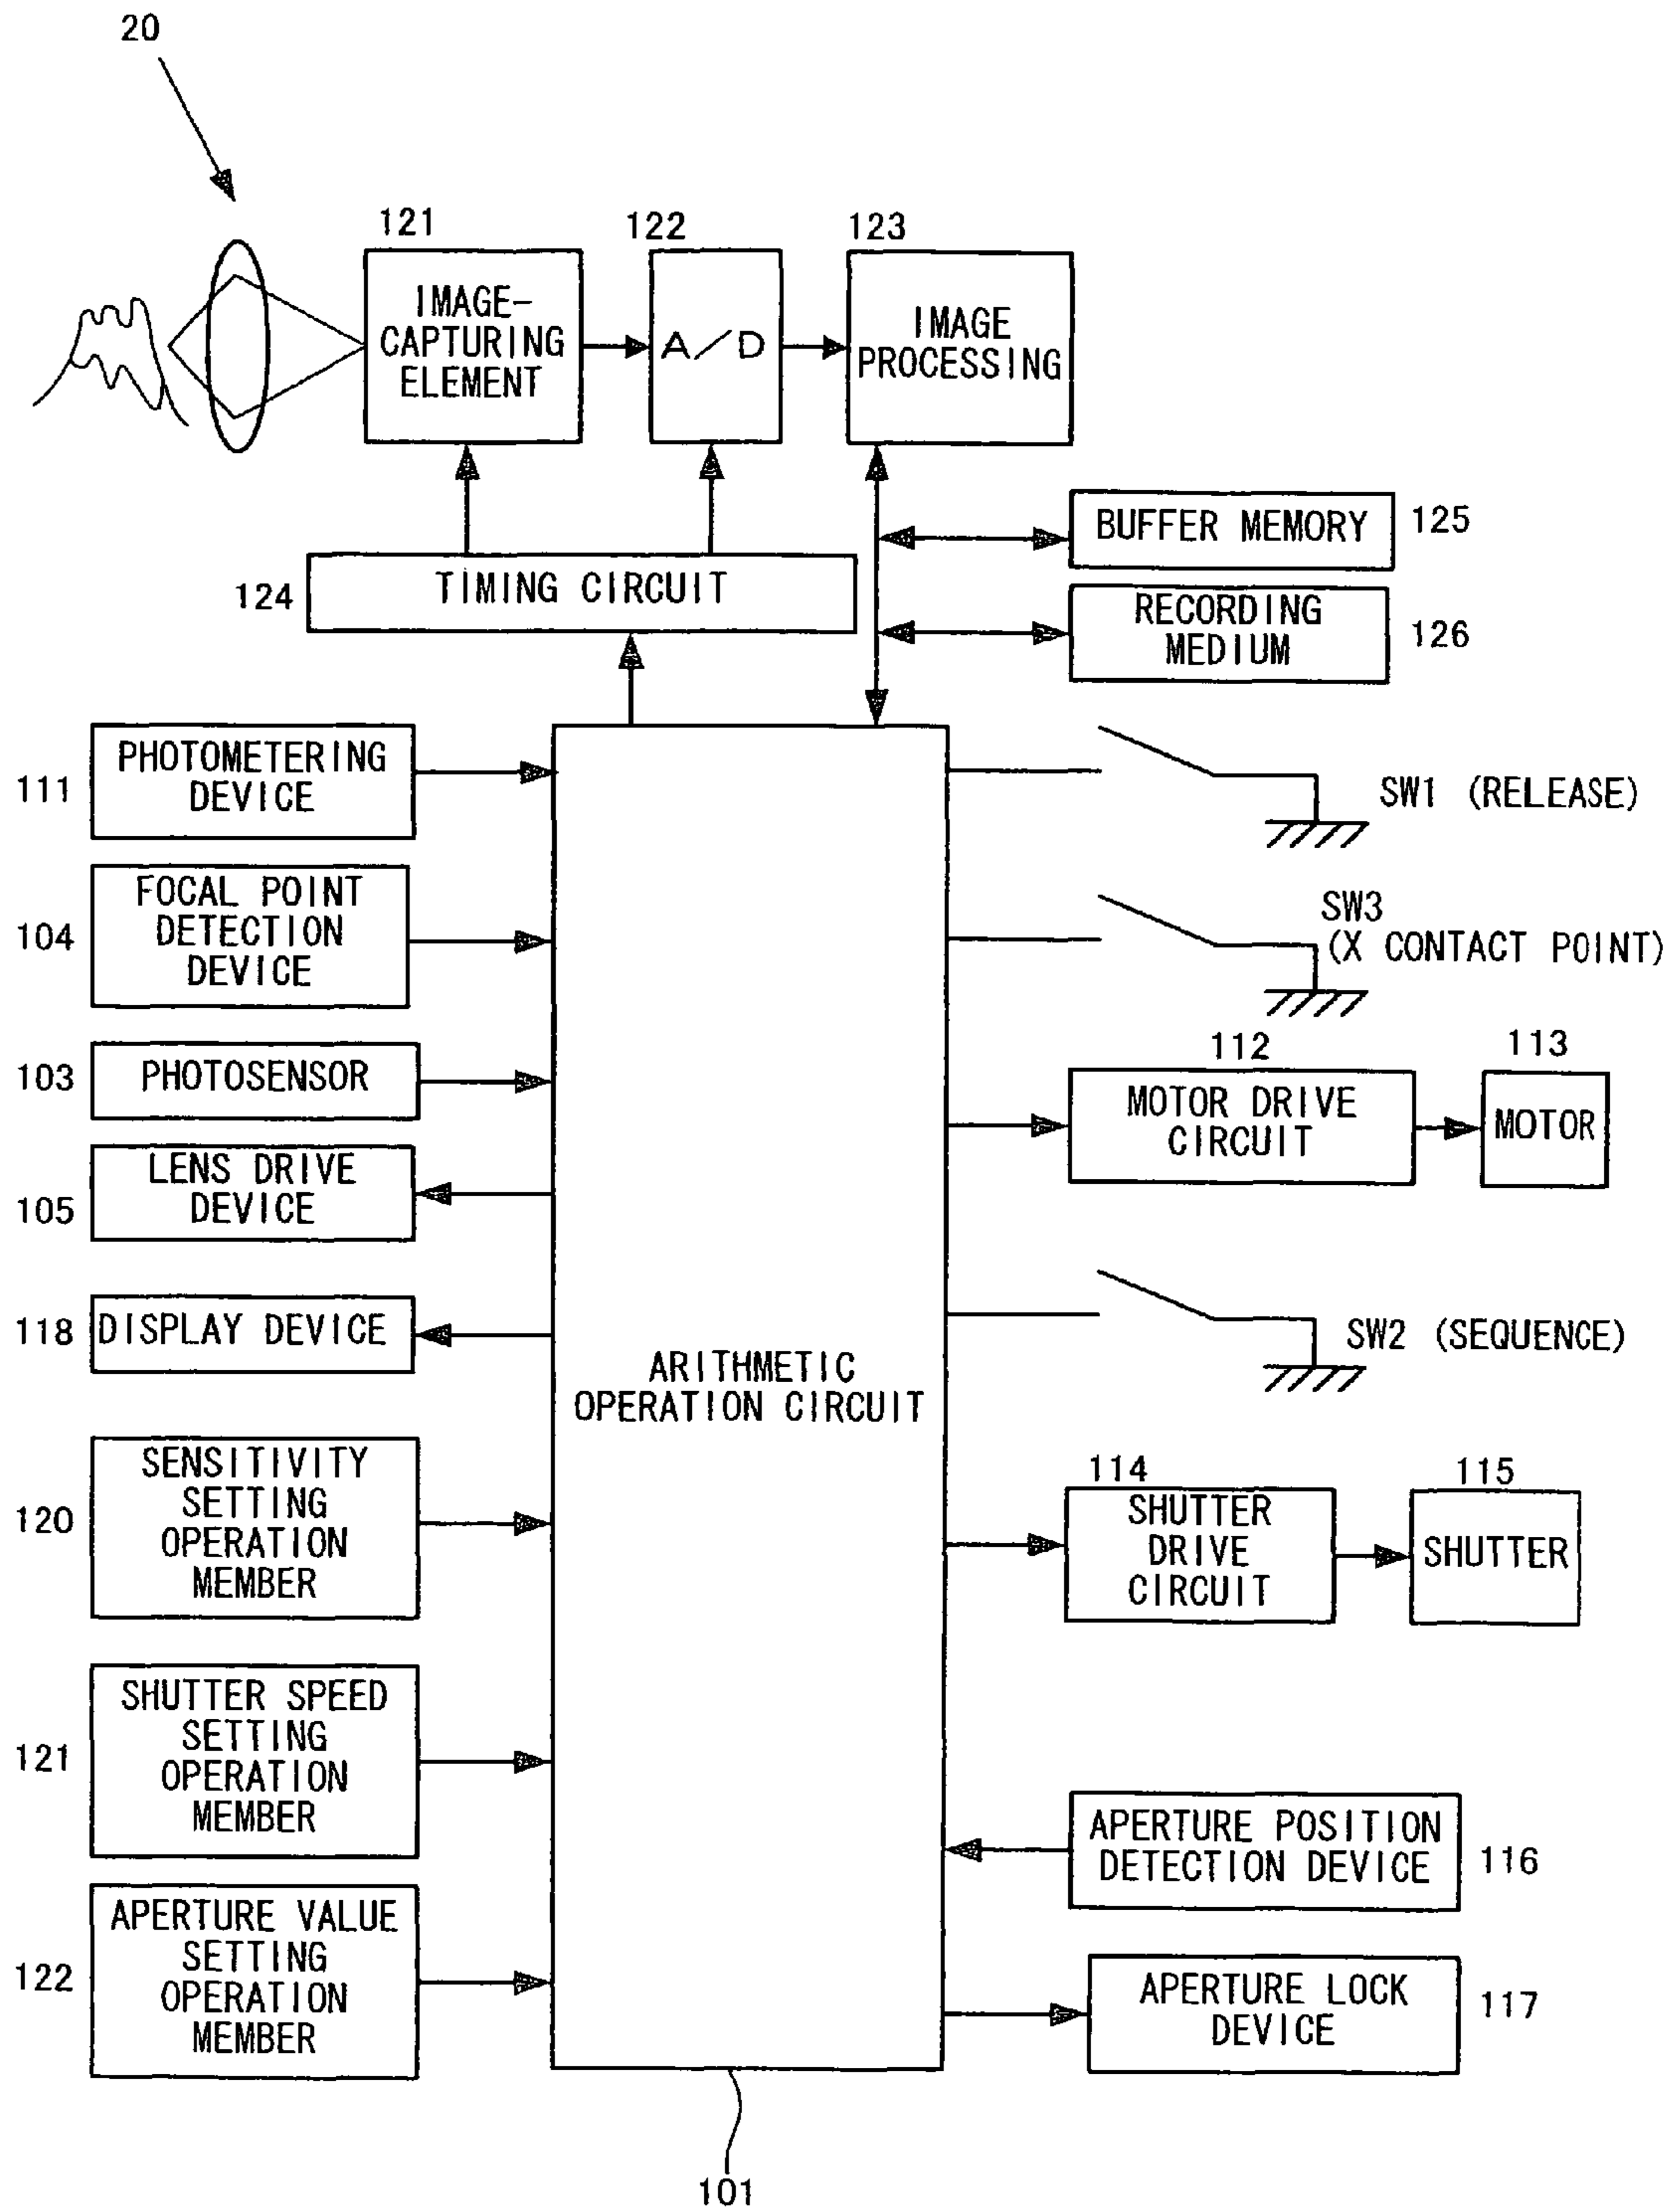 20
121
122
123
IMAGE-
CAPTURING
ELEMENT
A/D
IMAGE
PROCESSING
BUFFER MEMORY
125
124
TIMING CIRCUIT
RECORDING
MEDIUM
126
111
PHOTOMETERING
DEVICE
SW1 (RELEASE)
104
FOCAL POINT
DETECTION
DEVICE
SW3
(X CONTACT POINT)
103
PHOTOSENSOR
112
113
MOTOR DRIVE
CIRCUIT
MOTOR
105
LENS DRIVE
DEVICE
118
DISPLAY DEVICE
SW2 (SEQUENCE)
ARITHMETIC
OPERATION CIRCUIT
120
SENSITIVITY
SETTING
OPERATION
MEMBER
114
115
SHUTTER
DRIVE
CIRCUIT
SHUTTER
121
SHUTTER SPEED
SETTING
OPERATION
MEMBER
APERTURE POSITION
DETECTION DEVICE
116
122
APERTURE VALUE
SETTING
OPERATION
MEMBER
APERTURE LOCK
DEVICE
117
101